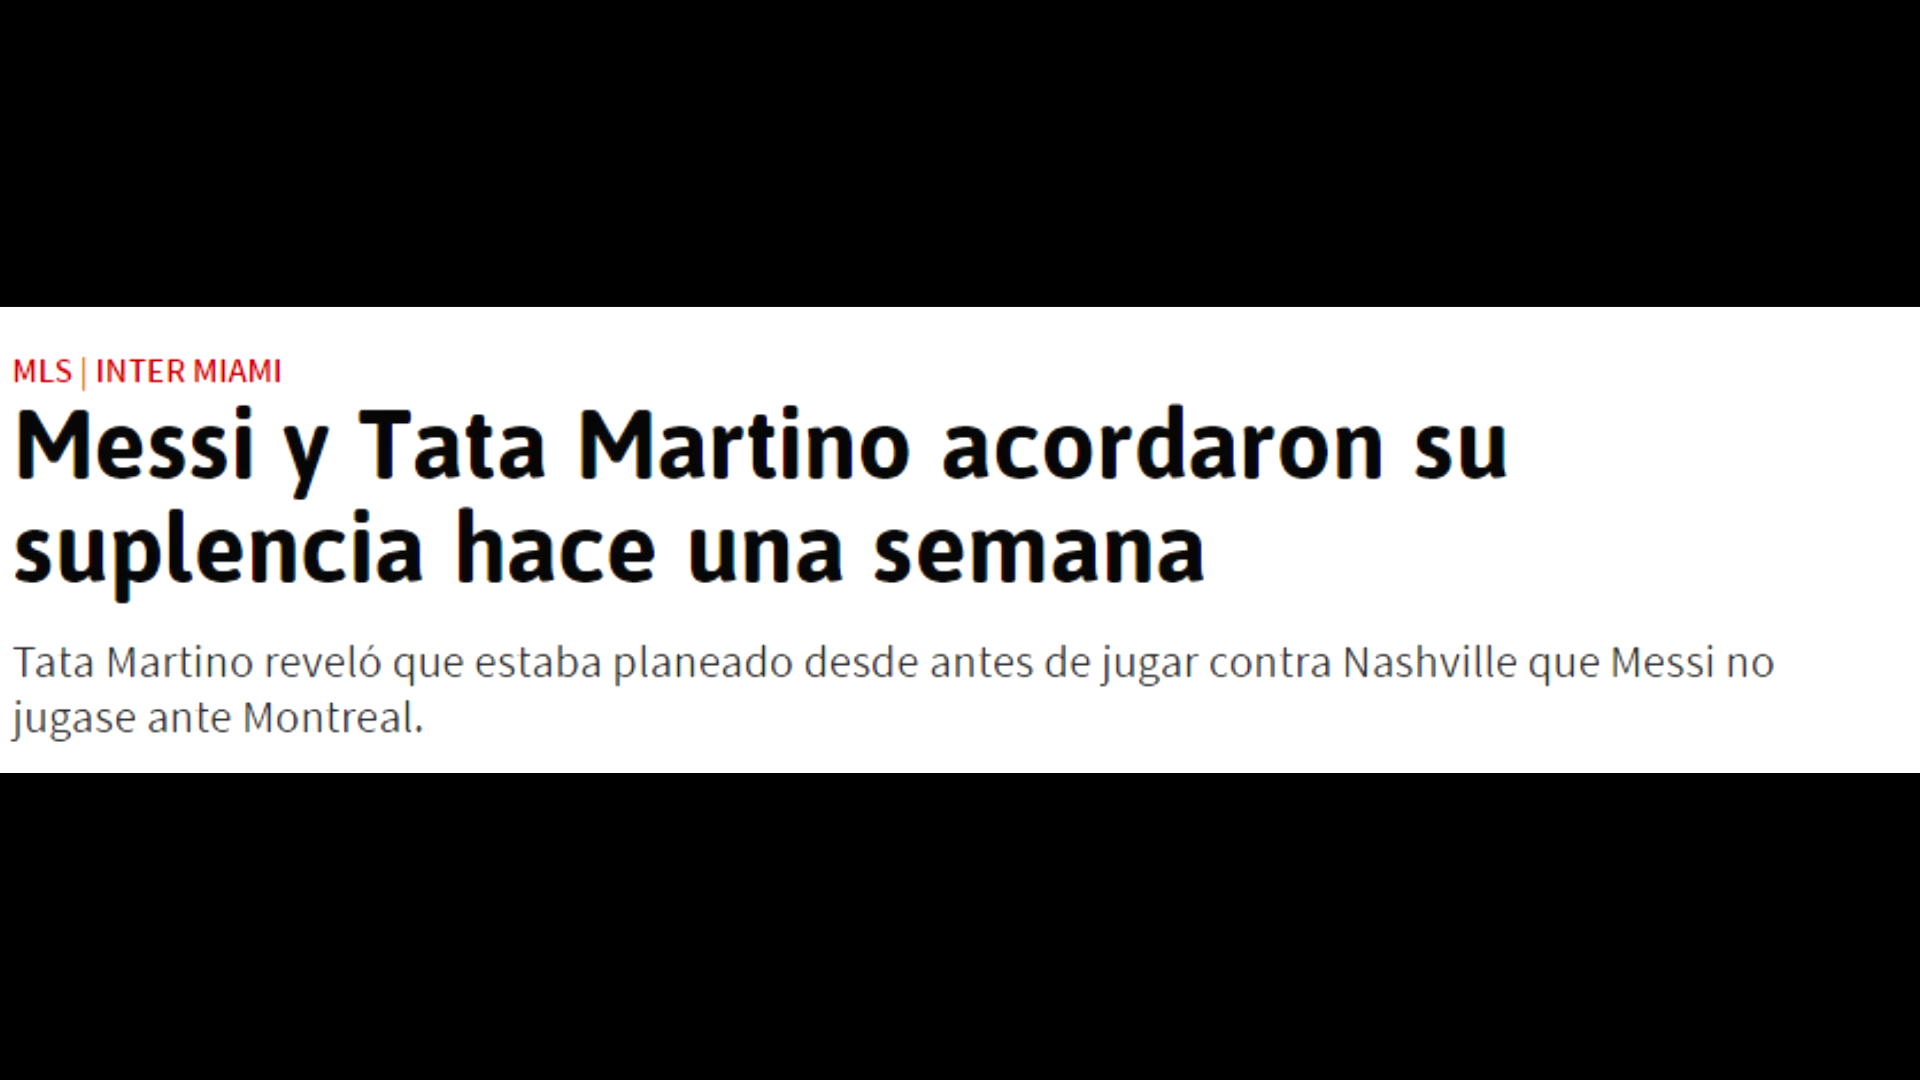 MLS | INTER MIAMI
Messi y Tata Martino acordaron su
suplencia hace una semana
Tata Martino reveló que estaba planeado desde antes de jugar contra Nashville que Messi no
jugase ante Montreal.